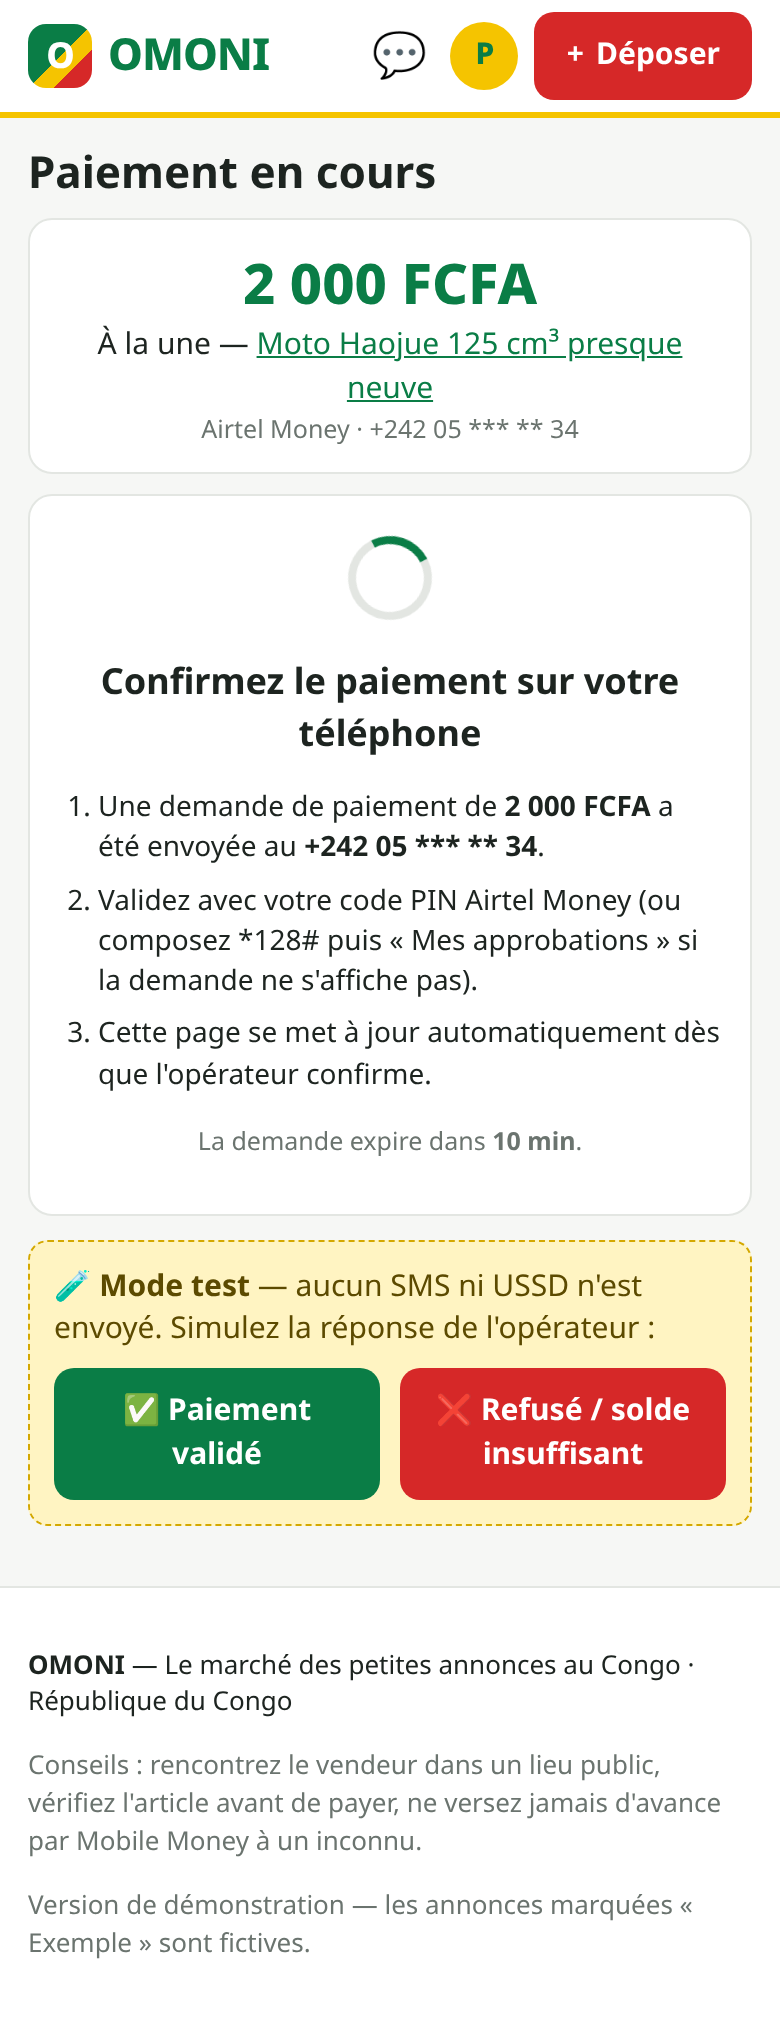 O OMONI
💬
P
+ Déposer
Paiement en cours
2 000 FCFA
À la une — Moto Haojue 125 cm³ presque
neuve
Airtel Money · +242 05 *** ** 34
Confirmez le paiement sur votre
téléphone
1. Une demande de paiement de 2 000 FCFA a
été envoyée au +242 05 *** ** 34.
2. Validez avec votre code PIN Airtel Money (ou
composez *128# puis « Mes approbations » si
la demande ne s'affiche pas).
3. Cette page se met à jour automatiquement dès
que l'opérateur confirme.
La demande expire dans 10 min.
🧪 Mode test — aucun SMS ni USSD n'est
envoyé. Simulez la réponse de l'opérateur :
✅ Paiement
validé
❌ Refusé / solde
insuffisant
OMONI — Le marché des petites annonces au Congo ·
République du Congo
Conseils : rencontrez le vendeur dans un lieu public,
vérifiez l'article avant de payer, ne versez jamais d'avance
par Mobile Money à un inconnu.
Version de démonstration — les annonces marquées «
Exemple » sont fictives.